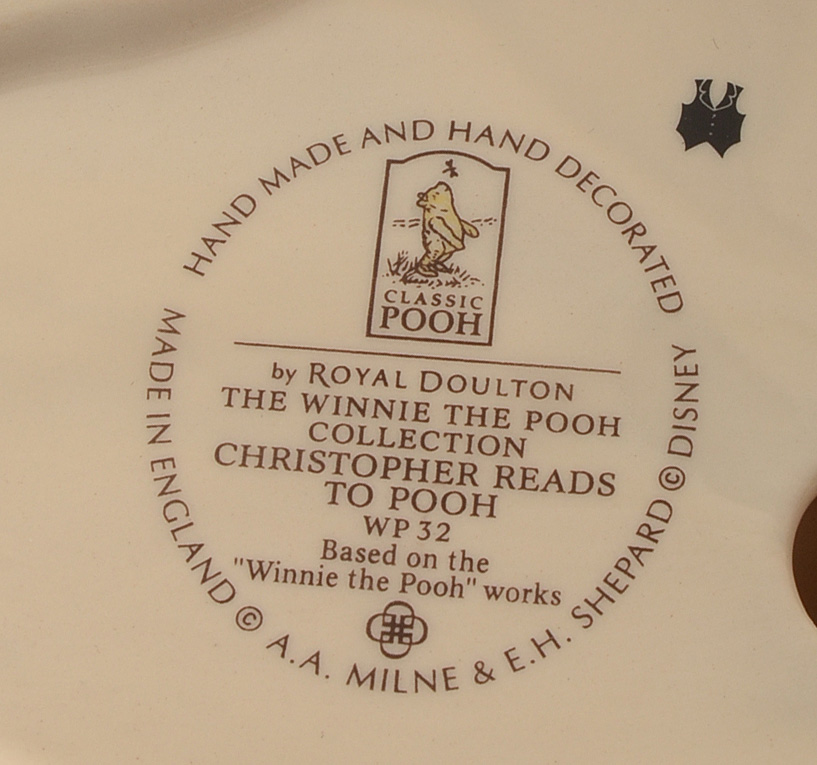 HAND MADE AND HAND DECORATED
CLASSIC
POOH
by ROYAL DOULTON
THE WINNIE THE POOH
COLLECTION
CHRISTOPHER READS
TO POOH
WP 32
Based on the
"Winnie the Pooh" works
MADE IN ENGLAND © A.A. MILNE & E.H. SHEPARD © DISNEY